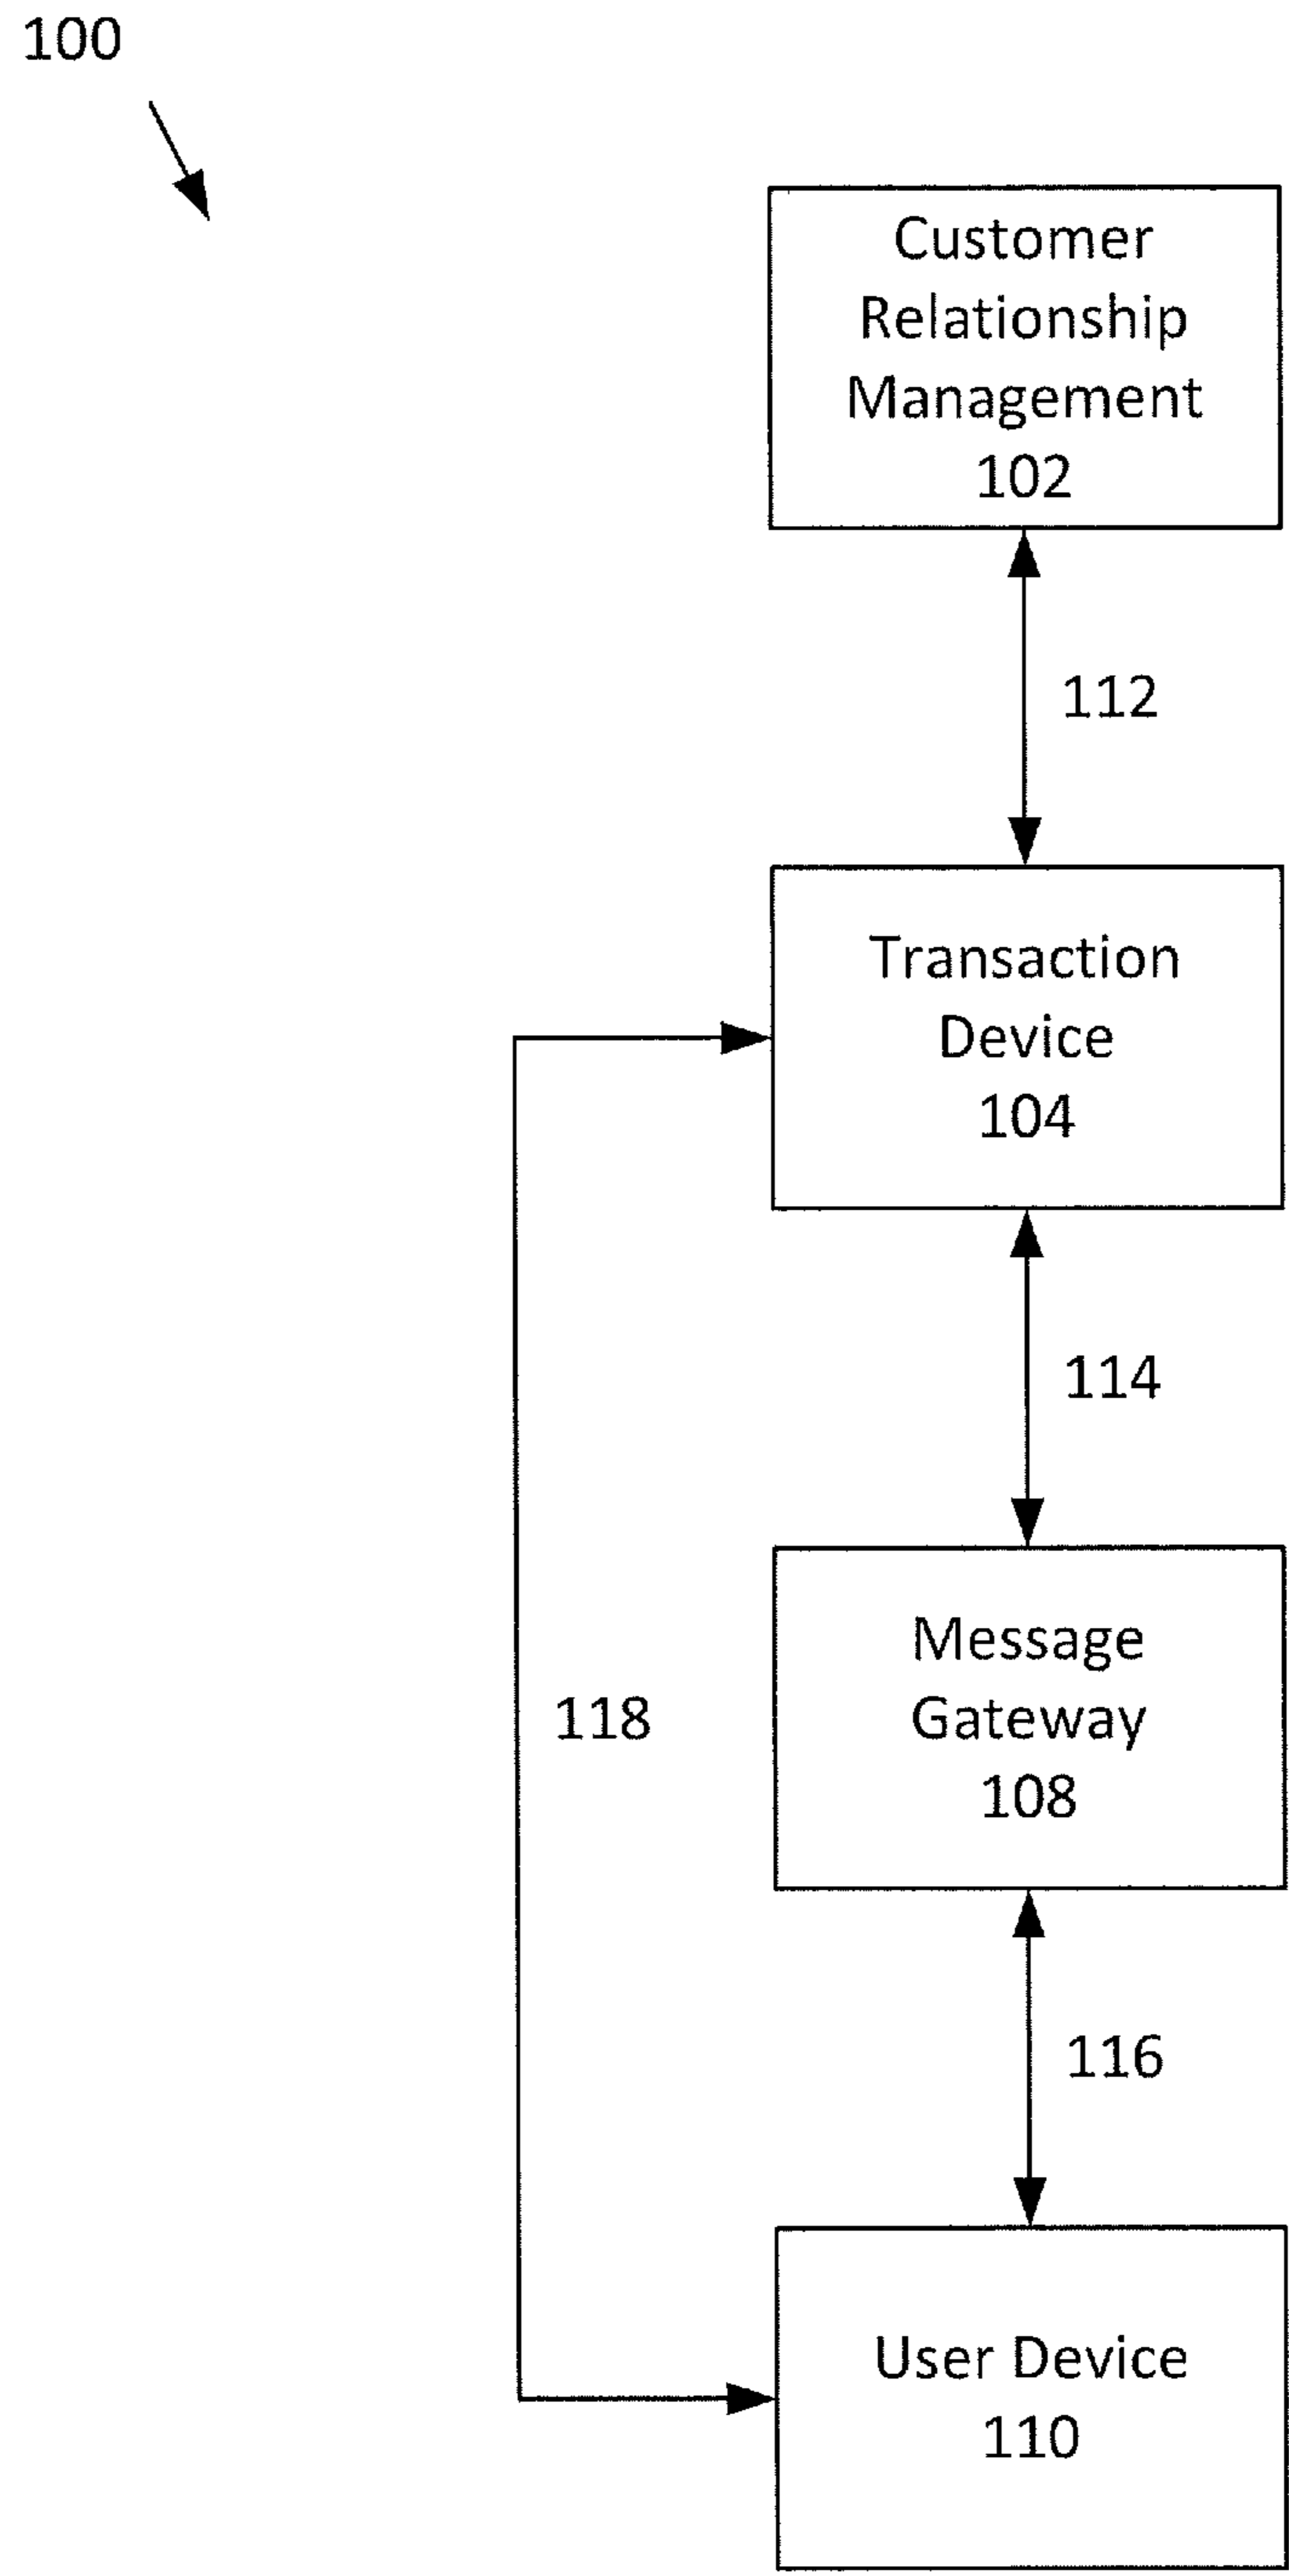 100
Customer
Relationship
Management
102
112
Transaction
Device
104
114
Message
Gateway
108
118
116
User Device
110